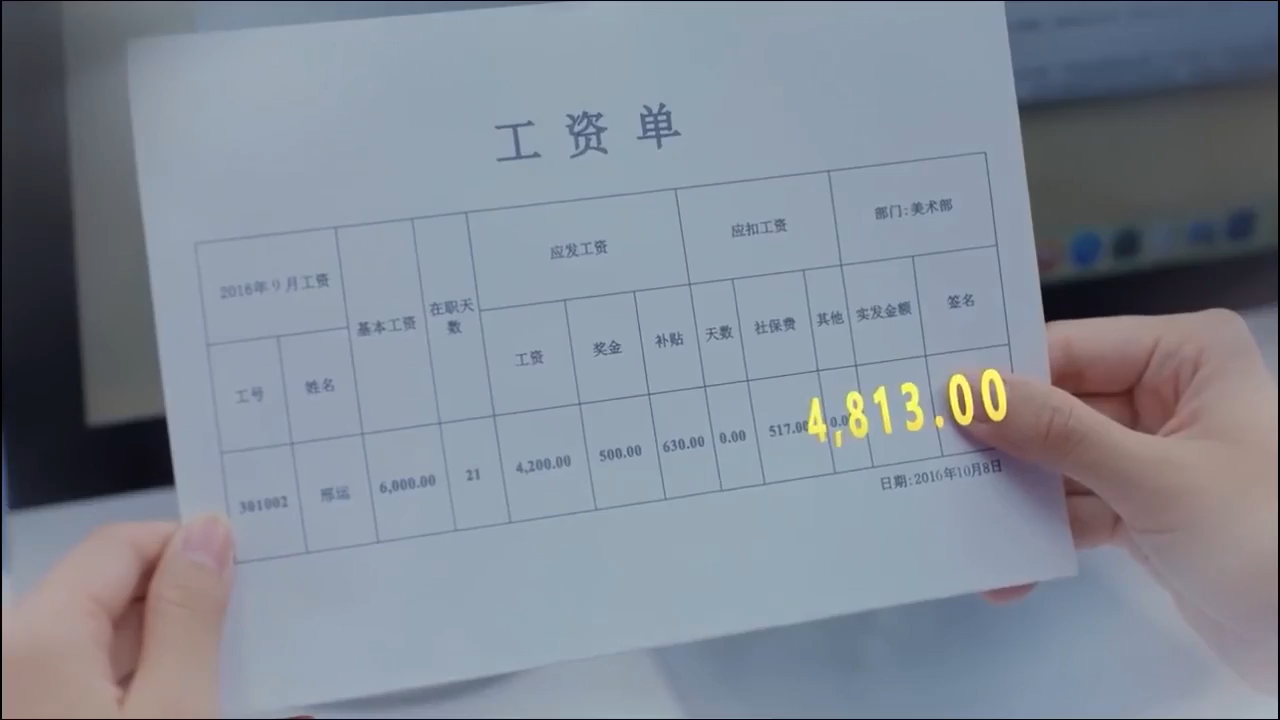 工资单
2016年9月工资 基本工资 在职天数 应发工资 应扣工资 部门:美术部
工号 姓名 工资 奖金 补贴 天数 社保费 其他 实发金额 签名
301002 邢运 6,000.00 21 4,200.00 500.00 630.00 0.00 517.00 0.0 4,813.00
日期:2016年10月8日